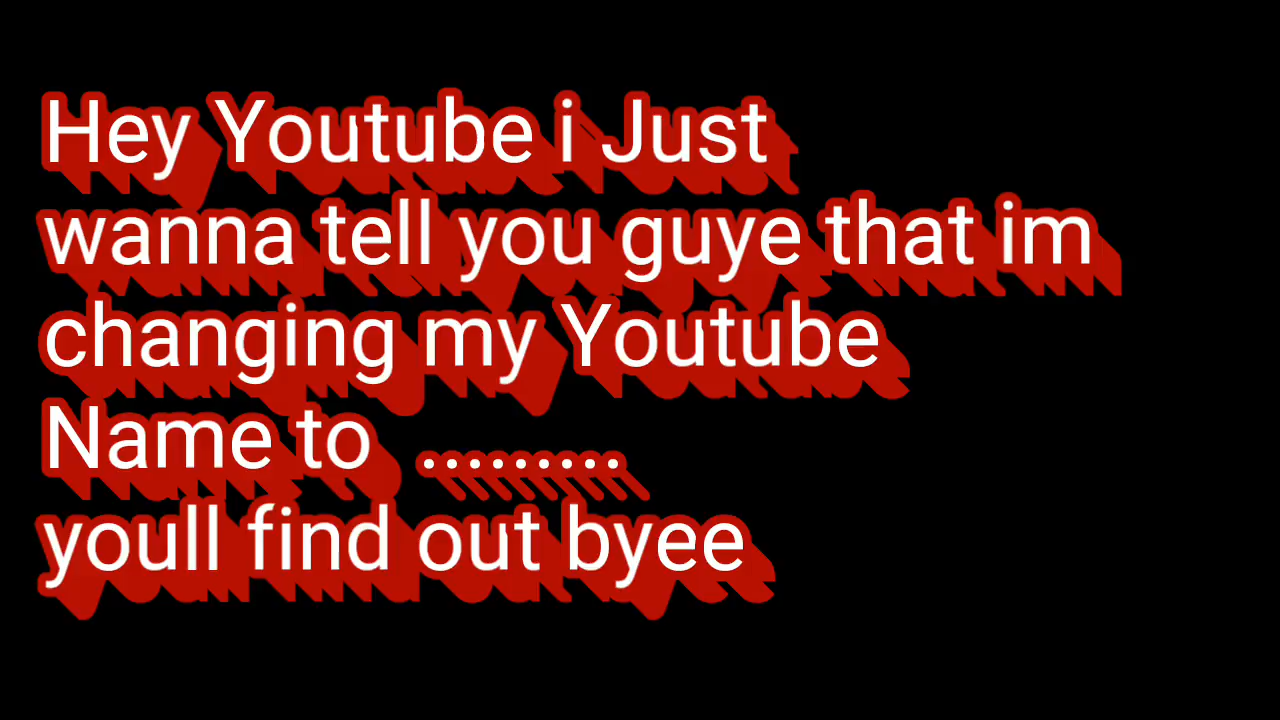 Hey Youtube i Just
wanna tell you guye that im
changing my Youtube
Name to .........
youll find out byee